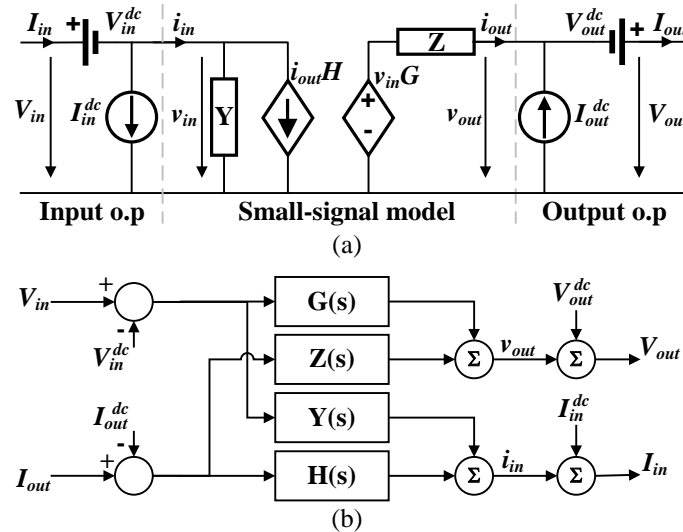 I_in + V_in^dc i_in i_out V_out^dc + I_out
Z
V_in I_in^dc v_in Y i_out H v_in G + - v_out I_out^dc V_ou
Input o.p Small-signal model Output o.p
(a)
V_in + - G(s) V_out^dc
V_in^dc Z(s) Σ v_out Σ V_out
I_out^dc - Y(s) I_in^dc
I_out + H(s) Σ i_in Σ I_in
(b)